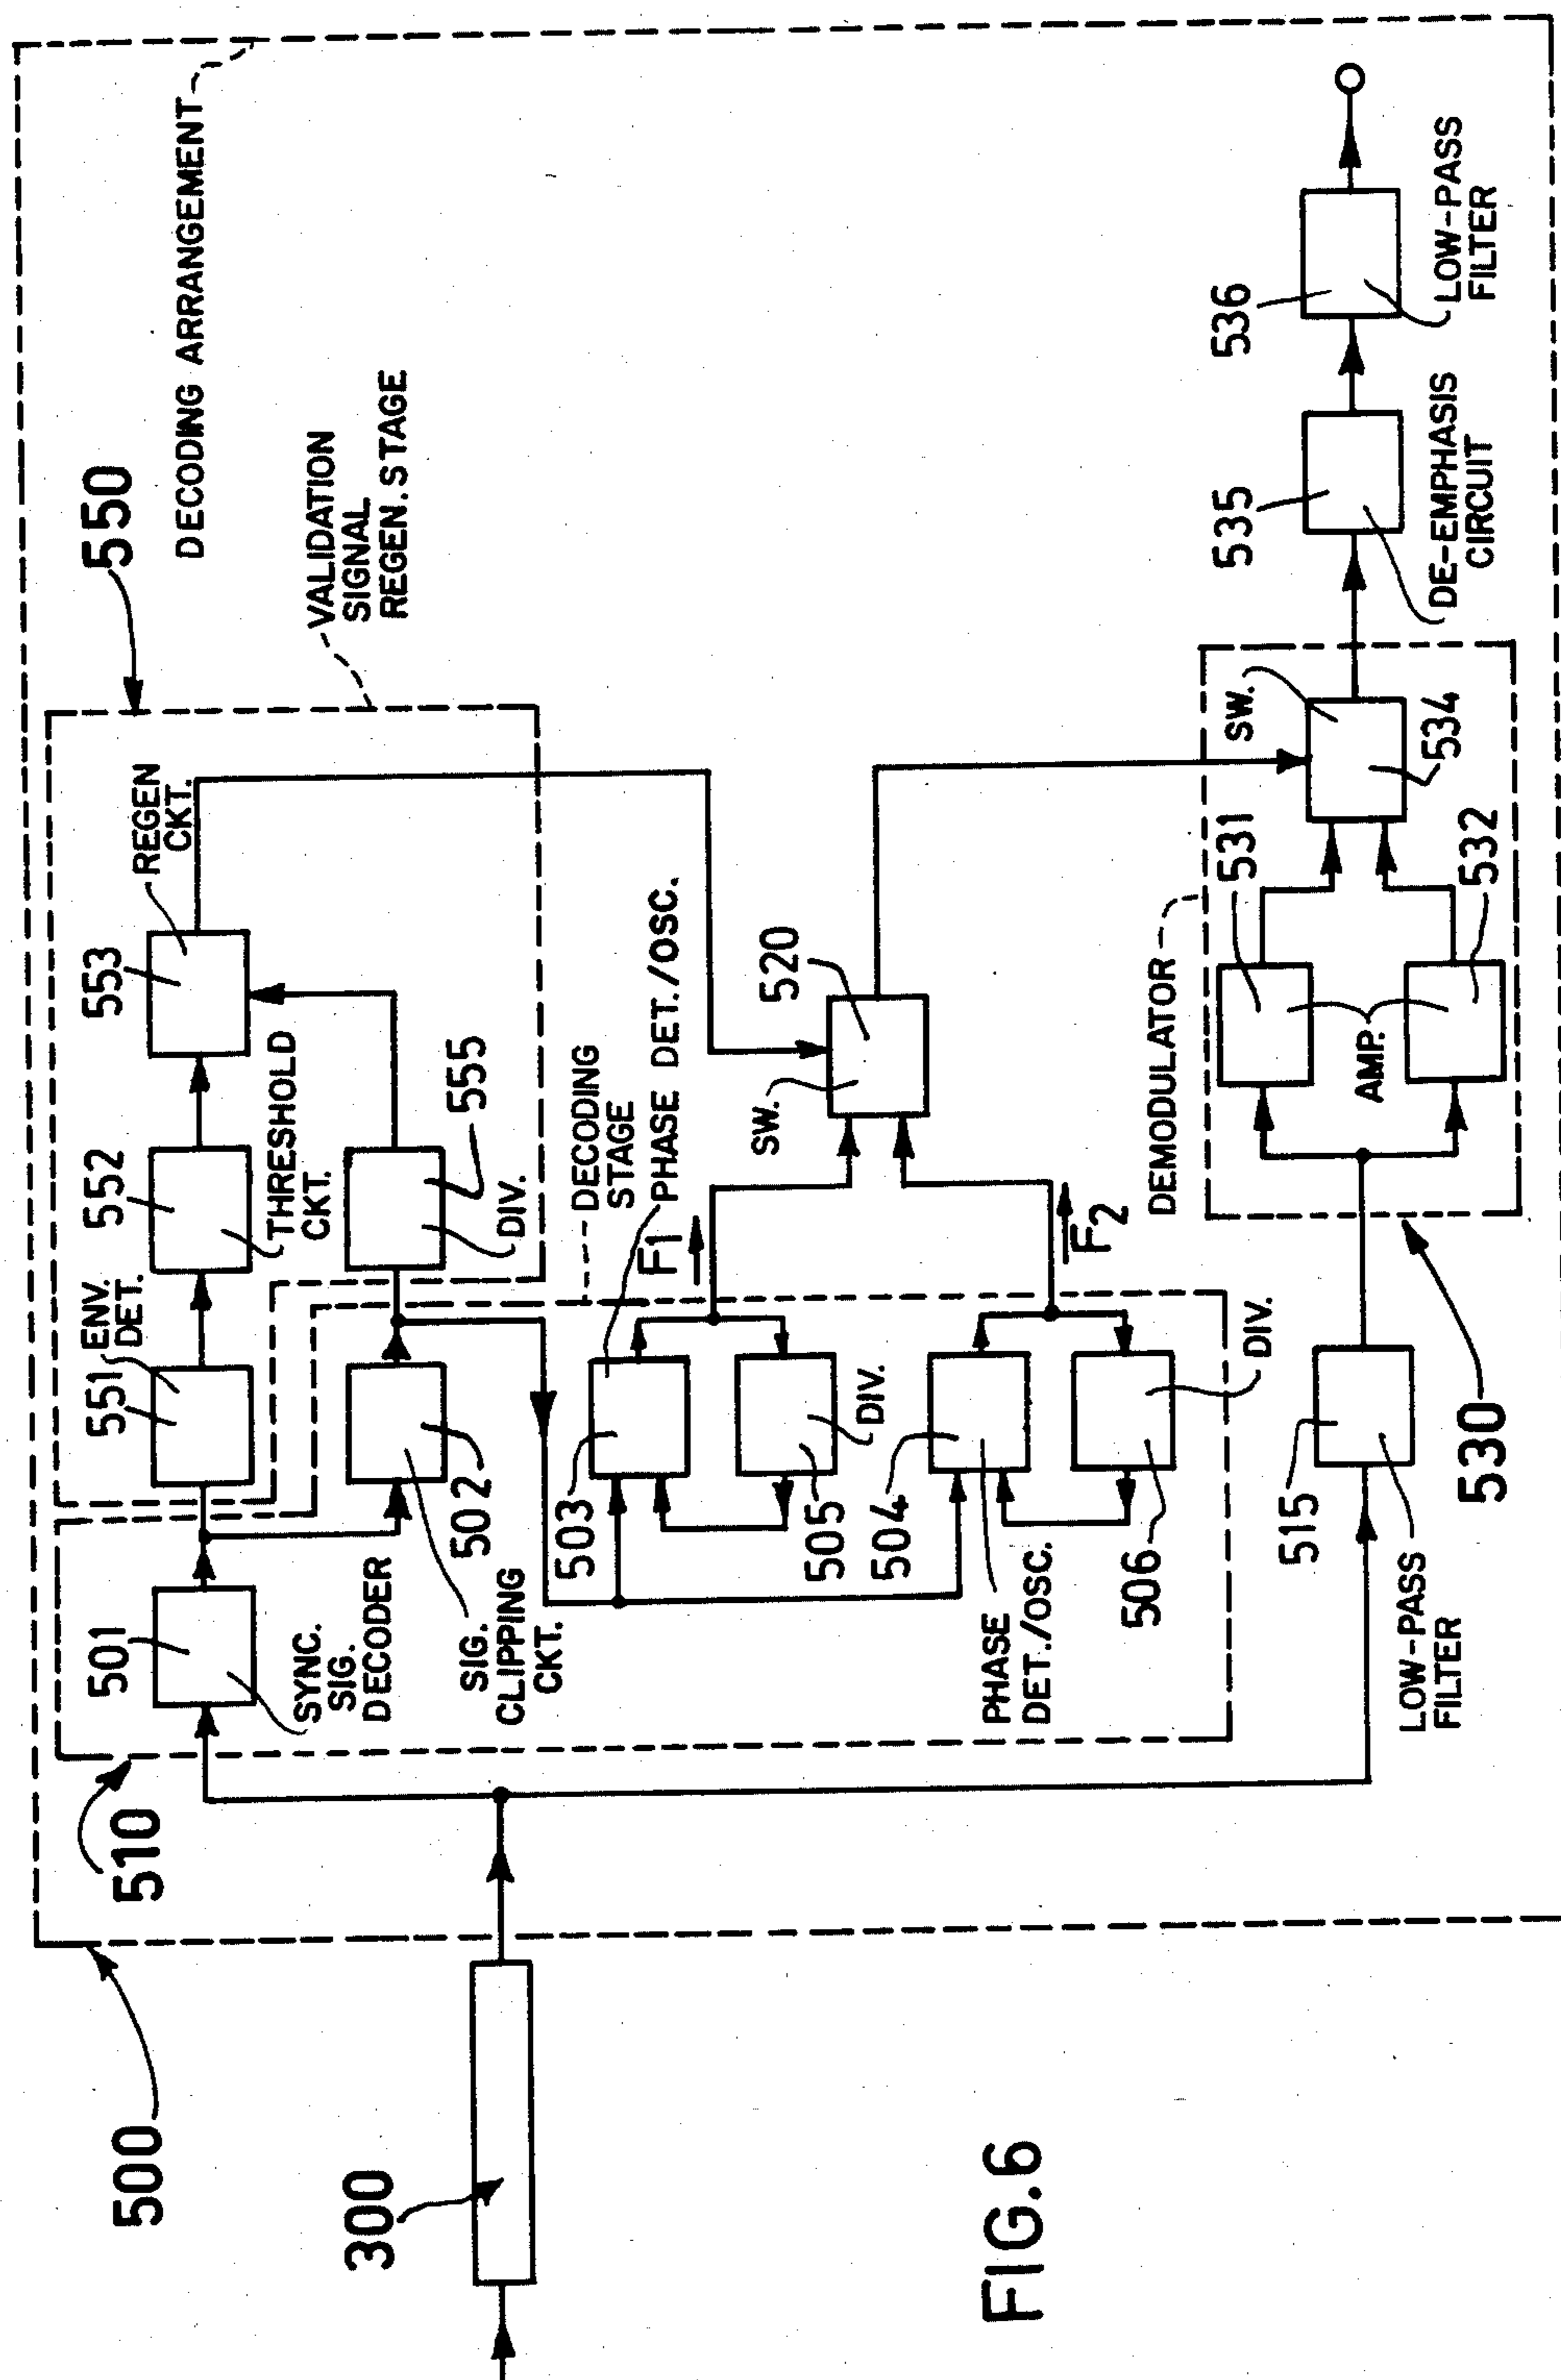 500
DECODING ARRANGEMENT
550
VALIDATION
SIGNAL
REGEN. STAGE
510
501
SYNC.
SIG.
DECODER
551
ENV.
DET.
552
THRESHOLD
CKT.
553
REGEN
CKT.
502
SIG.
CLIPPING
CKT.
555
DIV.
DECODING
STAGE
PHASE DET./OSC.
300
503
F1
505
DIV.
SW.
520
504
PHASE
DET./OSC.
F2
506
DIV.
DEMODULATOR
531
AMP.
532
SW.
534
535
DE-EMPHASIS
CIRCUIT
536
LOW-PASS
FILTER
515
LOW-PASS
FILTER
530
FIG.6